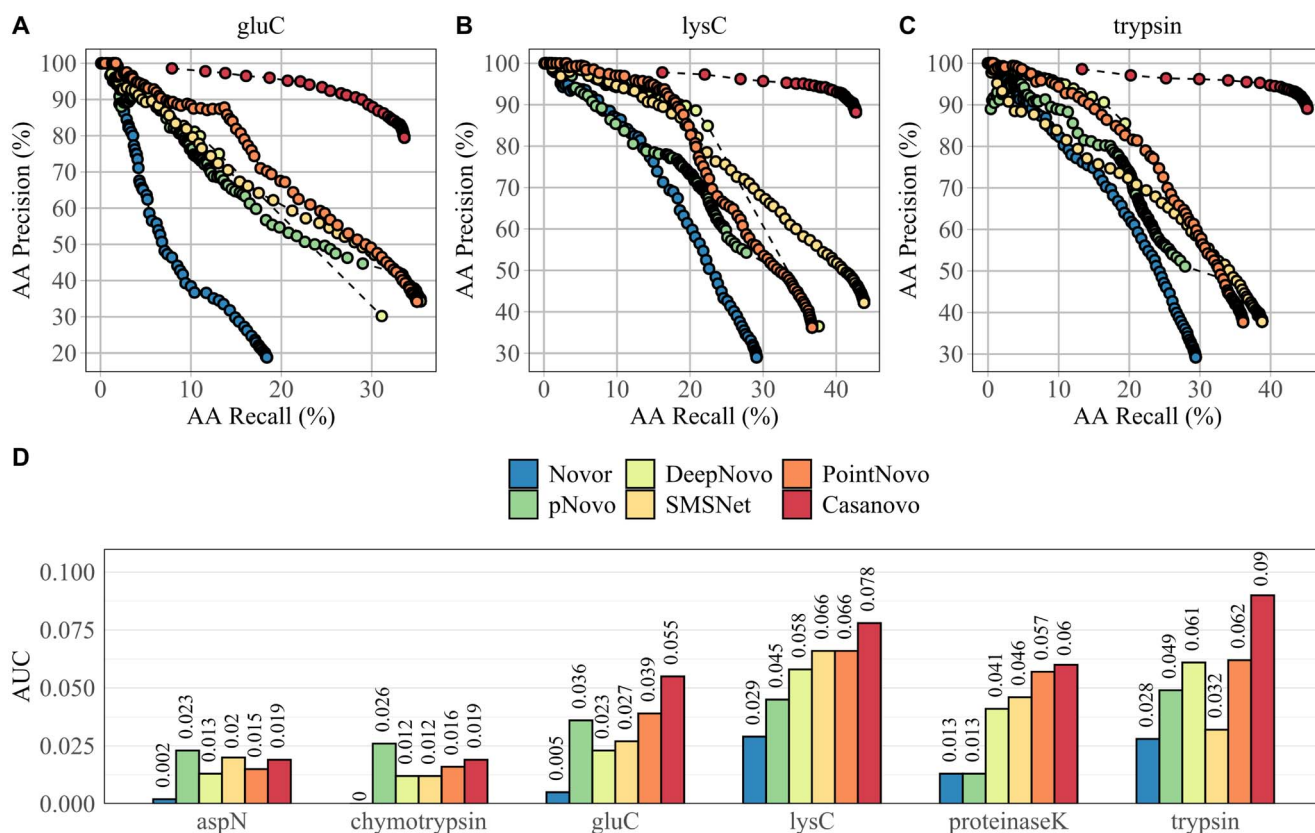 A gluC
B lysC
C trypsin
AA Precision (%)
100
90
80
70
60
50
40
30
20
0 10 20 30
AA Recall (%)
AA Precision (%)
100
90
80
70
60
50
40
30
0 10 20 30 40
AA Recall (%)
AA Precision (%)
100
90
80
70
60
50
40
30
0 10 20 30 40
AA Recall (%)
D
Novor DeepNovo PointNovo
pNovo SMSNet Casanovo
AUC
0.100
0.075
0.050
0.025
0.000
0.002 0.023 0.013 0.02 0.015 0.019
0 0.026 0.012 0.012 0.016 0.019
0.005 0.036 0.023 0.027 0.039 0.055
0.029 0.045 0.058 0.066 0.066 0.078
0.013 0.013 0.041 0.046 0.057 0.06
0.028 0.049 0.061 0.032 0.062 0.09
aspN chymotrypsin gluC lysC proteinaseK trypsin